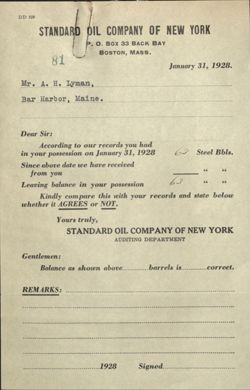 DD 108
STANDARD OIL COMPANY OF NEW YORK
P. O. BOX 33 BACK BAY
BOSTON, MASS.
81
January 31, 1928.
Mr. A. H. Lyman,
Bar Harbor, Maine.
Dear Sir:
According to our records you had
in your possession on January 31, 1928 Steel Bbls.
Since above date we have received
from you " "
Leaving balance in your possession " "
Kindly compare this with your records and state below
whether it AGREES or NOT.
Yours truly,
STANDARD OIL COMPANY OF NEW YORK
AUDITING DEPARTMENT
Gentlemen:
Balance as shown above barrels is correct.
REMARKS:
1928 Signed